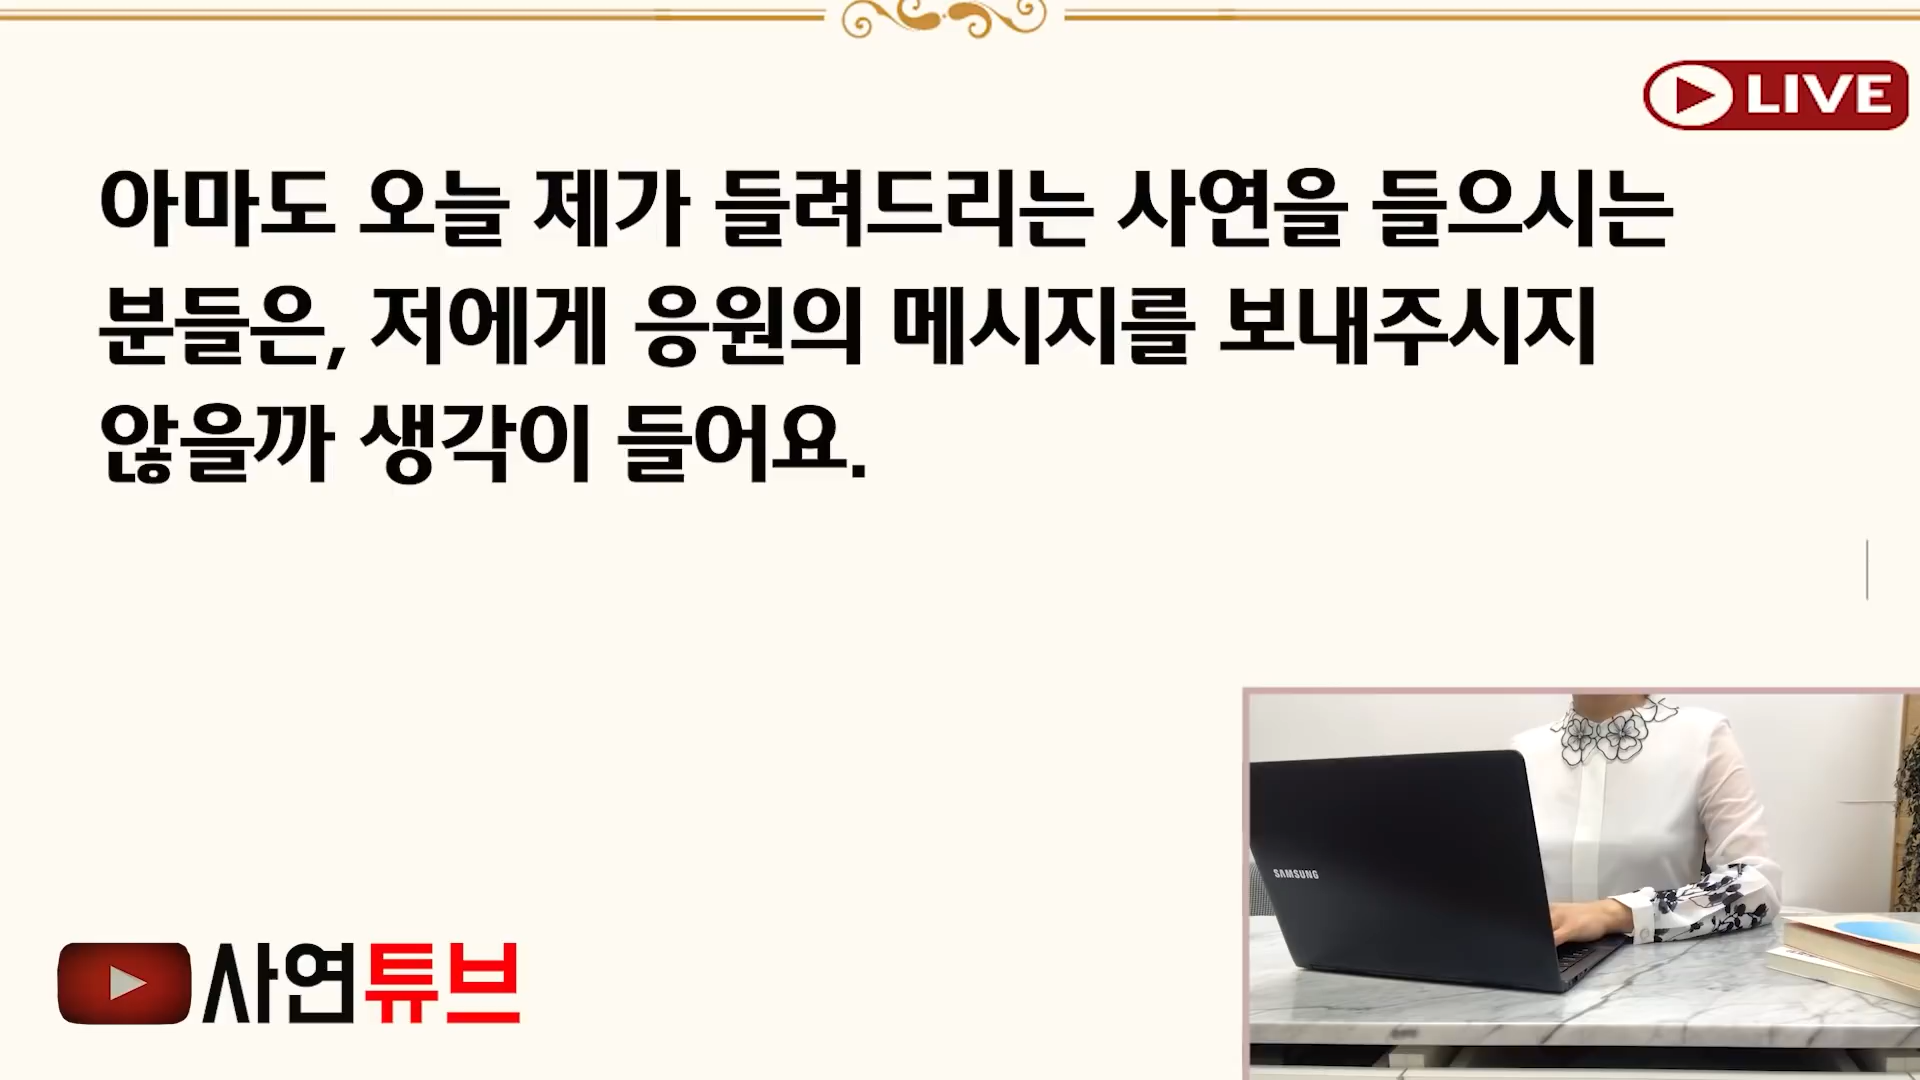 LIVE
아마도 오늘 제가 들려드리는 사연을 들으시는
분들은, 저에게 응원의 메시지를 보내주시지
않을까 생각이 들어요.
SAMSUNG
사연튜브